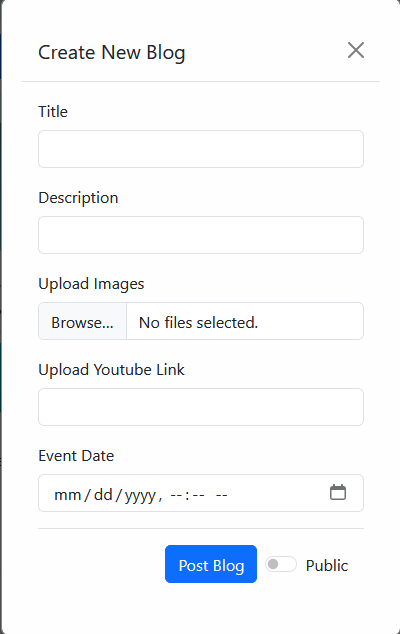 Create New Blog
Title
Description
Upload Images
Browse... No files selected.
Upload Youtube Link
Event Date
mm/dd/yyyy, --:-- --
Post Blog Public